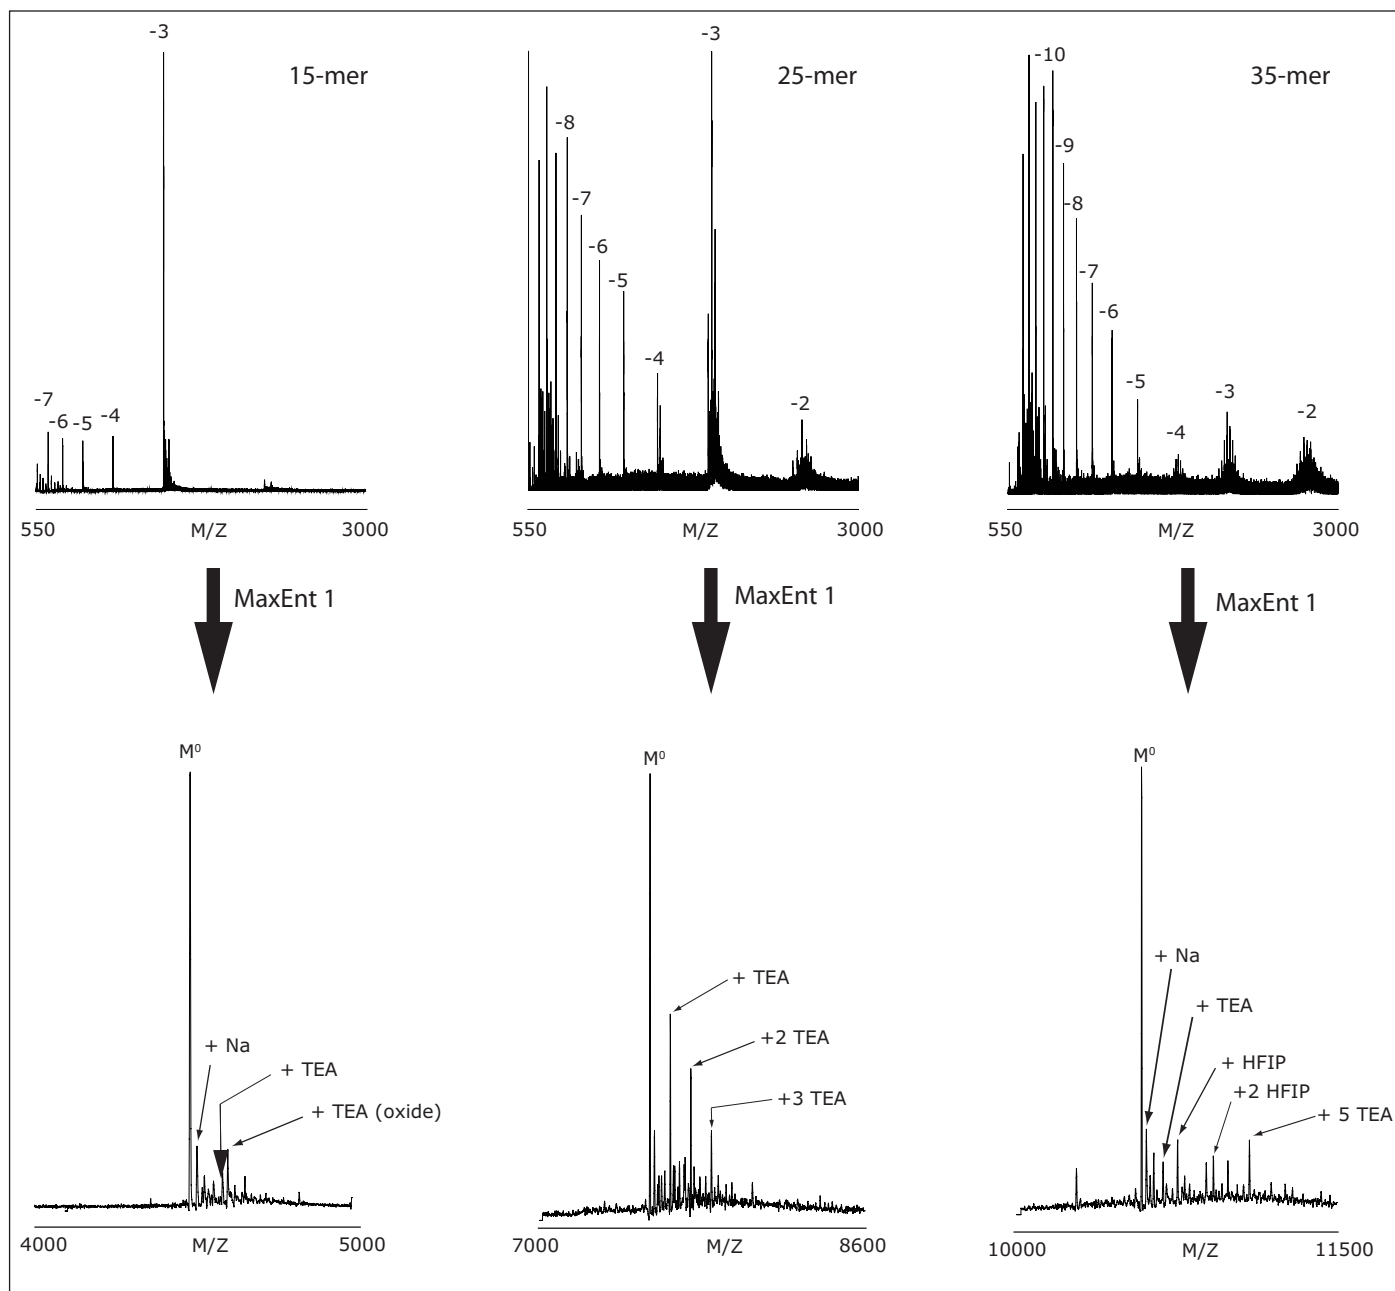 -3
15-mer
-7
-6
-5
-4
550
M/Z
3000
-3
25-mer
-8
-7
-6
-5
-4
-2
550
M/Z
3000
-10
35-mer
-9
-8
-7
-6
-5
-4
-3
-2
550
M/Z
3000
MaxEnt 1
MaxEnt 1
MaxEnt 1
M⁰
+ Na
+ TEA
+ TEA (oxide)
4000
M/Z
5000
M⁰
+ TEA
+2 TEA
+3 TEA
7000
M/Z
8600
M⁰
+ Na
+ TEA
+ HFIP
+2 HFIP
+ 5 TEA
10000
M/Z
11500